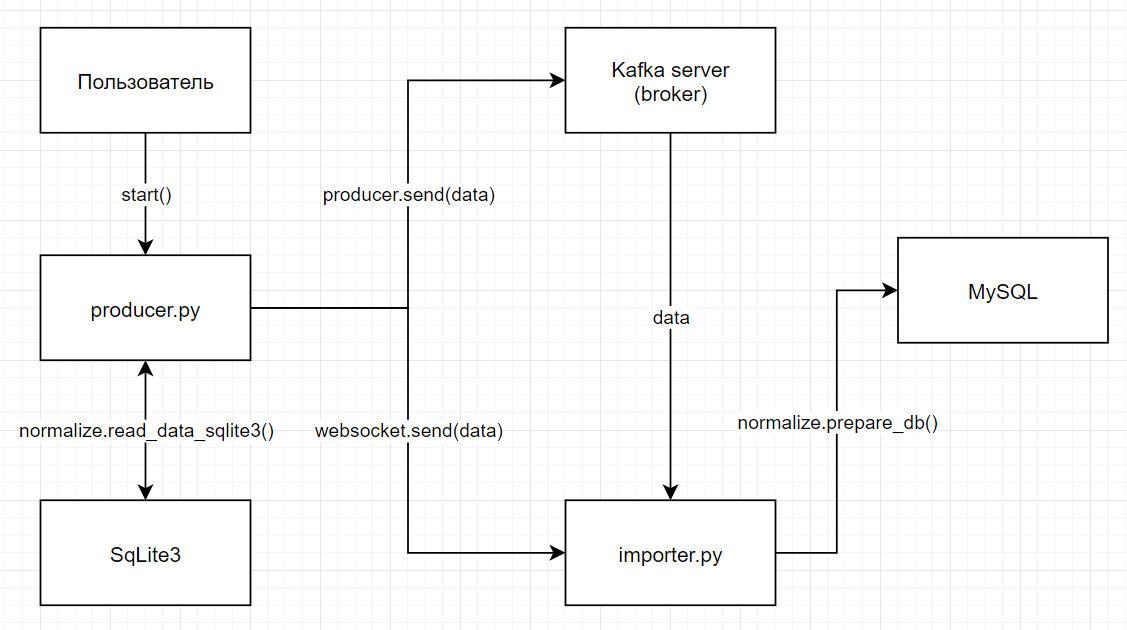 Пользователь
Kafka server
(broker)
start()
producer.send(data)
producer.py
data
MySQL
normalize.read_data_sqlite3()
websocket.send(data)
normalize.prepare_db()
SqLite3
importer.py